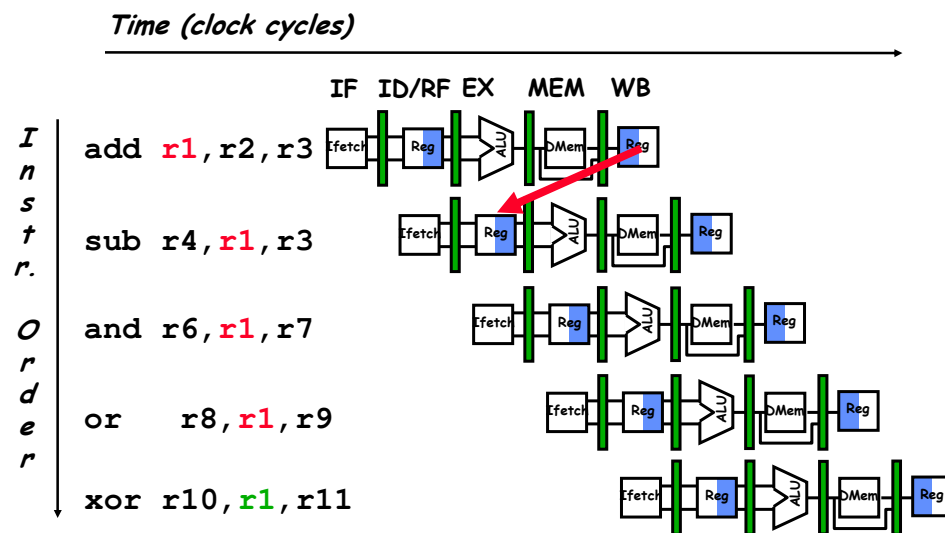 Time (clock cycles)
IF ID/RF EX MEM WB
Instr. Order
add r1,r2,r3 Ifetch Reg ALU DMem Reg
sub r4,r1,r3 Ifetch Reg ALU DMem Reg
and r6,r1,r7 Ifetch Reg ALU DMem Reg
or r8,r1,r9 Ifetch Reg ALU DMem Reg
xor r10,r1,r11 Ifetch Reg ALU DMem Reg